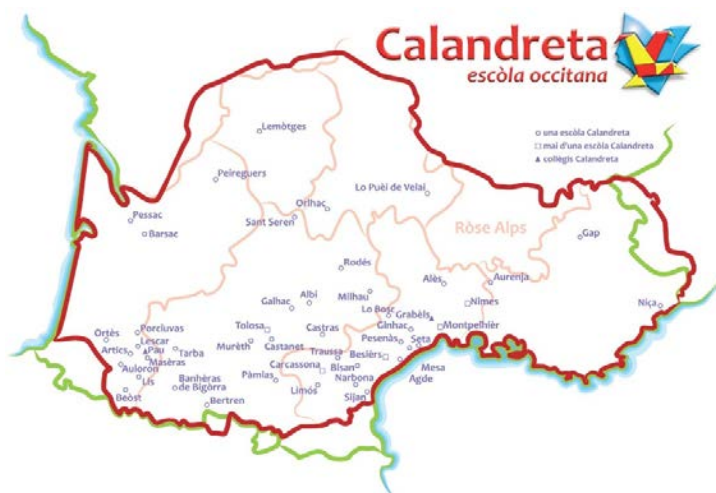 Calandreta
escòla occitana
una escòla Calandreta
mai d'una escòla Calandreta
collègis Calandreta
Lemòtges
Peireguers
Lo Puèi de Velai
Orlhac
Sant Seren
Pessac
Barsac
Ròse Alps
Gap
Rodés
Alès
Aurenja
Milhau
Albi
Galhac
Nimes
Niça
Lo Bosc
Grabèls
Ginhac
Montpelhièr
Tolosa
Castras
Pesenàs
Seta
Porciuvas
Ortès
Lescar
Murèth
Castanet
Traussa
Besièrs
Artics
Pau
Tarba
Masèras
Carcassona
Bisan
Mesa
Auloron
Lis
Banhèras
de Bigòrra
Pàmias
Limós
Narbona
Agde
Beòst
Bertren
Sijan